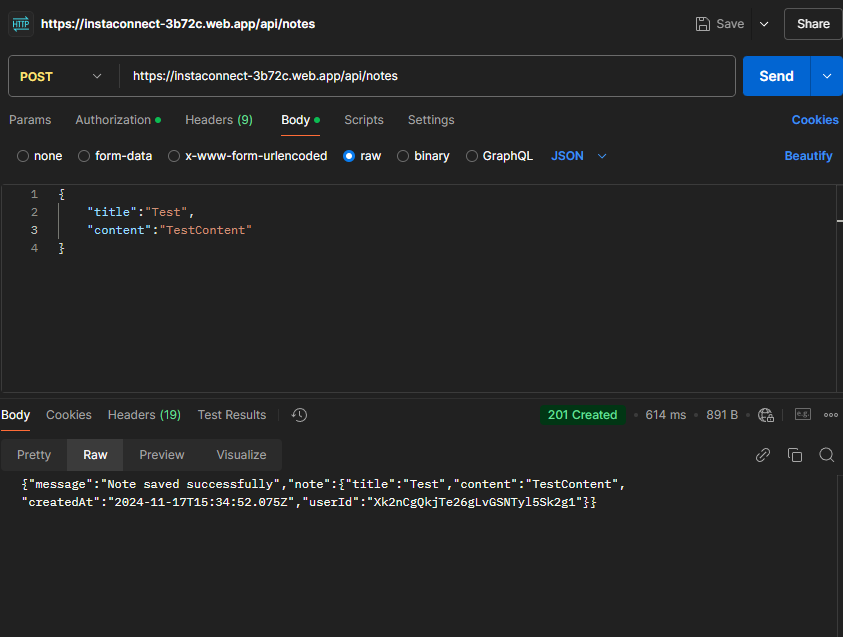 HTTP https://instaconnect-3b72c.web.app/api/notes Save Share
POST https://instaconnect-3b72c.web.app/api/notes Send
Params Authorization Headers (9) Body Scripts Settings Cookies
none form-data x-www-form-urlencoded raw binary GraphQL JSON Beautify
1 {
2 "title":"Test",
3 "content":"TestContent"
4 }
Body Cookies Headers (19) Test Results 201 Created 614 ms 891 B e.g.
Pretty Raw Preview Visualize
{"message":"Note saved successfully","note":{"title":"Test","content":"TestContent",
"createdAt":"2024-11-17T15:34:52.075Z","userId":"Xk2nCgQkjTe26gLvGSNTyl5Sk2g1"}}